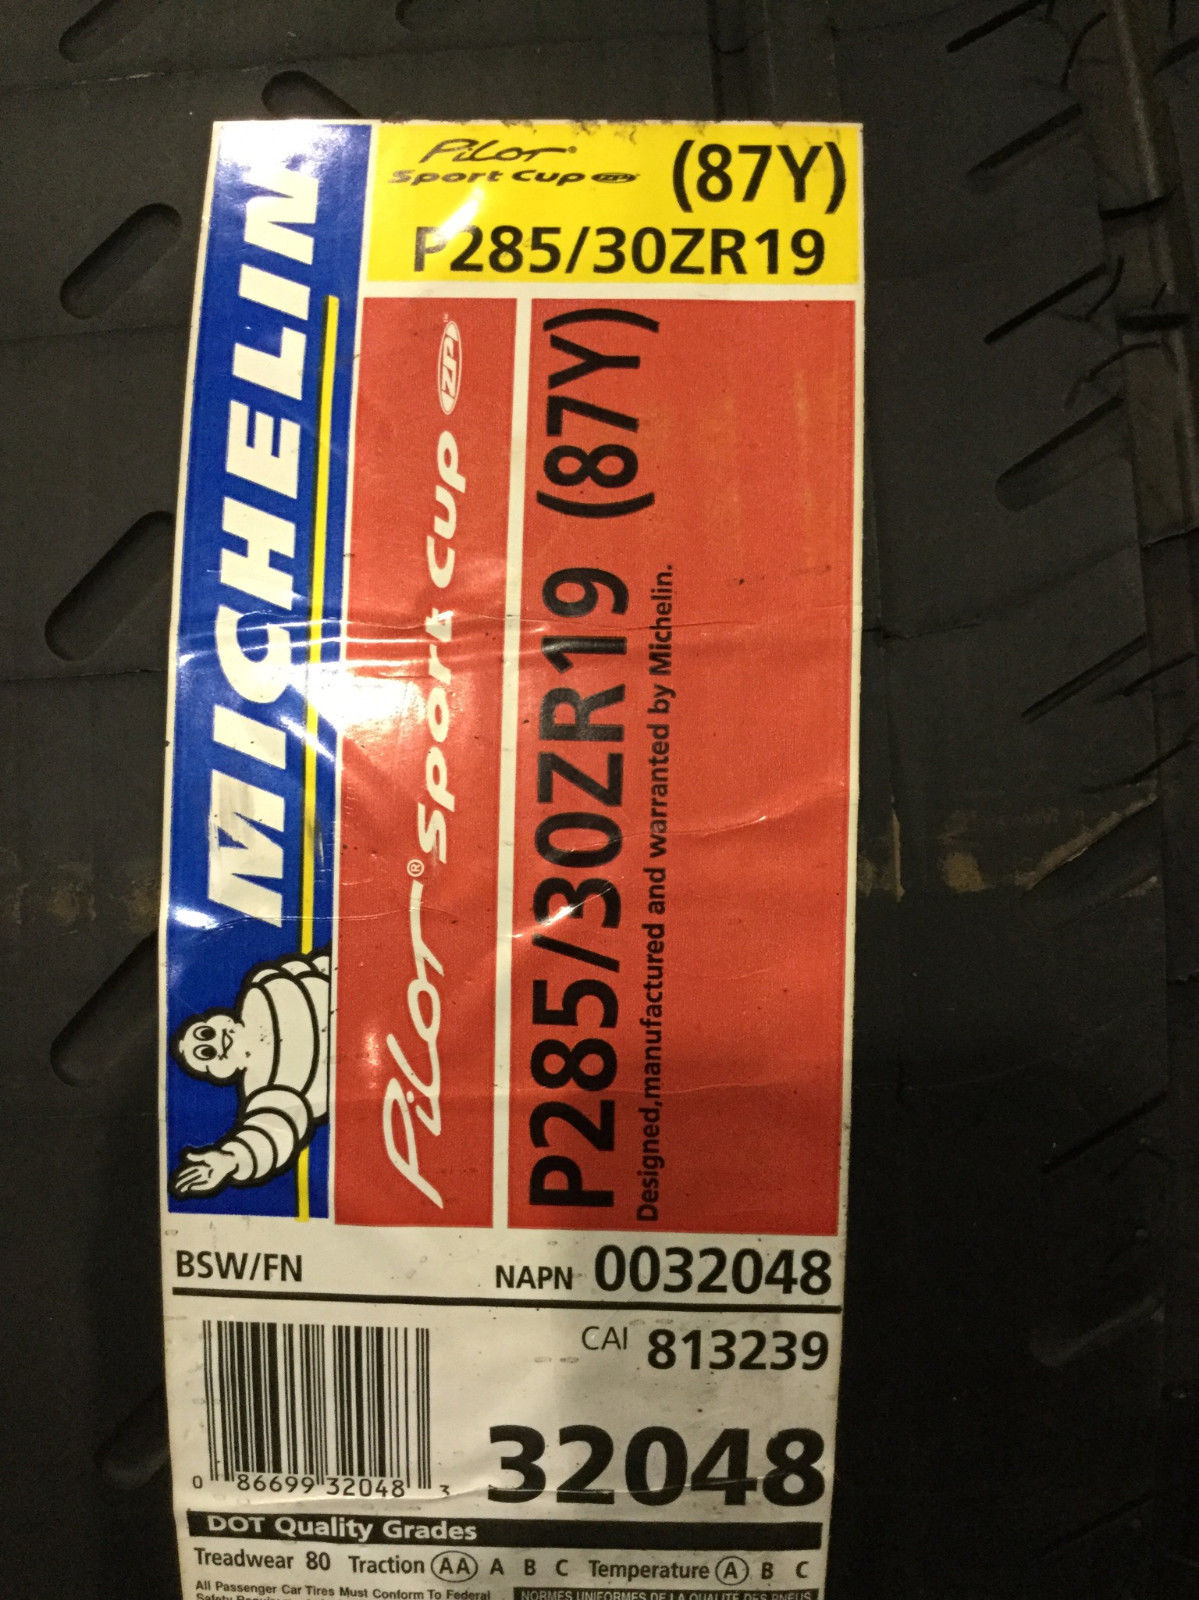 Pilot®
Sport Cup ZP
(87Y)
P285/30ZR19
MICHELIN
Pilot® Sport Cup ZP™
P285/30ZR19 (87Y)
Designed,manufactured and warranted by Michelin.
BSW/FN
NAPN 0032048
CAI 813239
32048
0 86699 32048 3
DOT Quality Grades
Treadwear 80 Traction AA A B C Temperature A B C
All Passenger Car Tires Must Conform To Federal
NORMES UNIFORMES DE LA QUALITE DES PNEUS